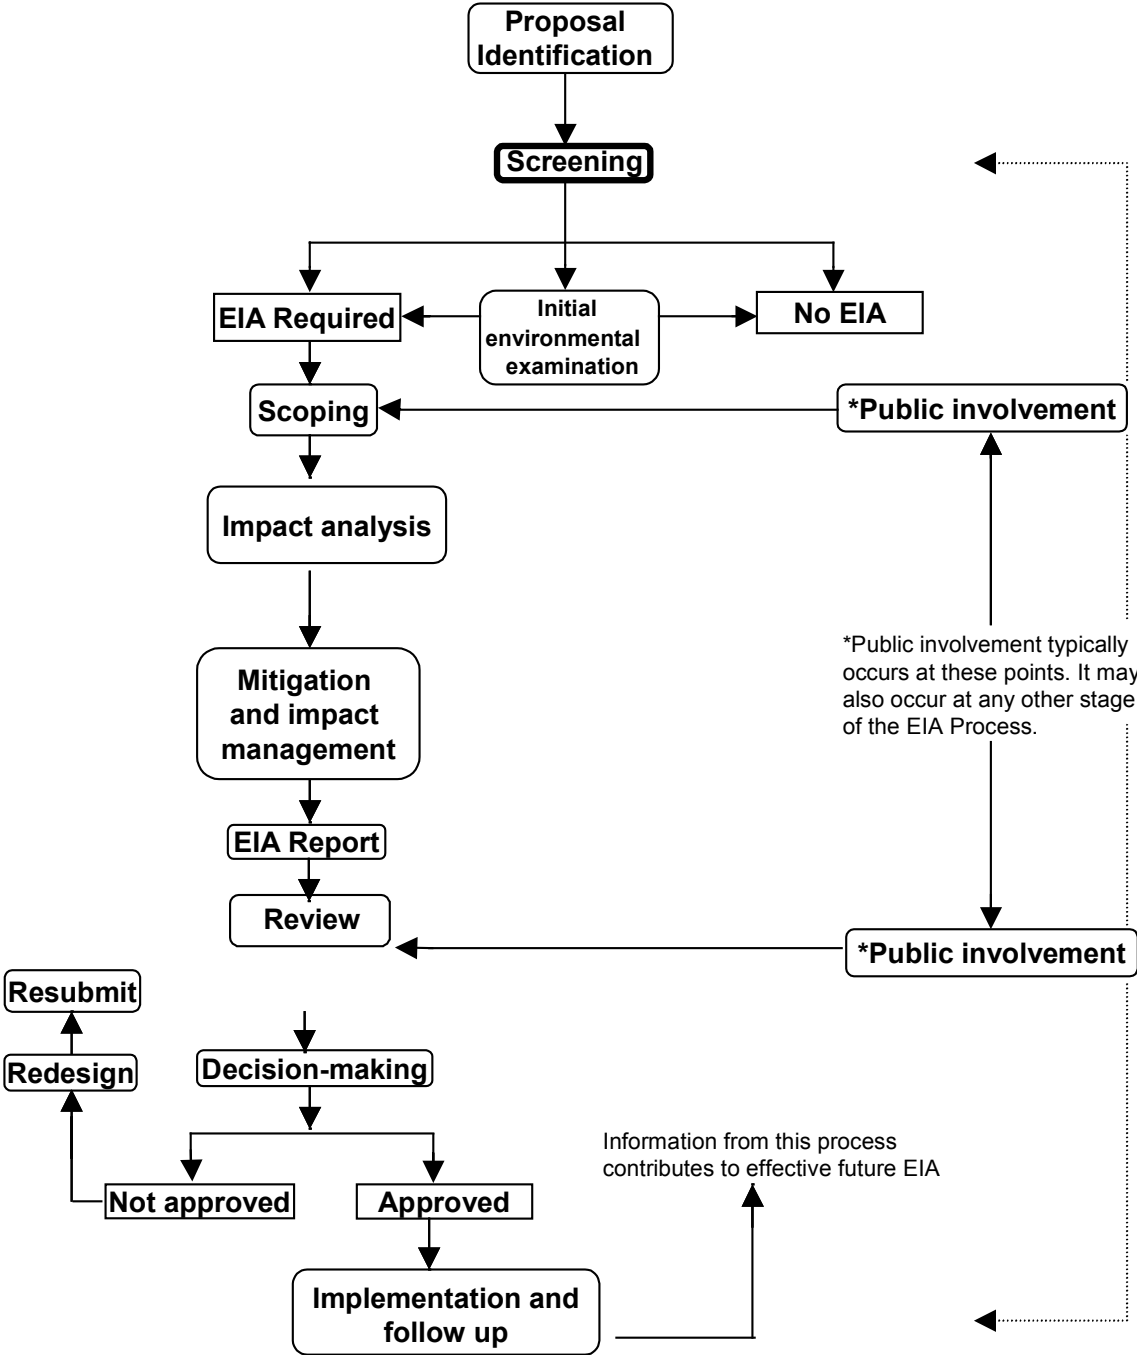 Proposal
Identification
Screening
EIA Required
Initial
environmental
examination
No EIA
Scoping
*Public involvement
Impact analysis
*Public involvement typically
occurs at these points. It may
also occur at any other stage
of the EIA Process.
Mitigation
and impact
management
EIA Report
Review
*Public involvement
Resubmit
Redesign
Decision-making
Information from this process
contributes to effective future EIA
Not approved
Approved
Implementation and
follow up